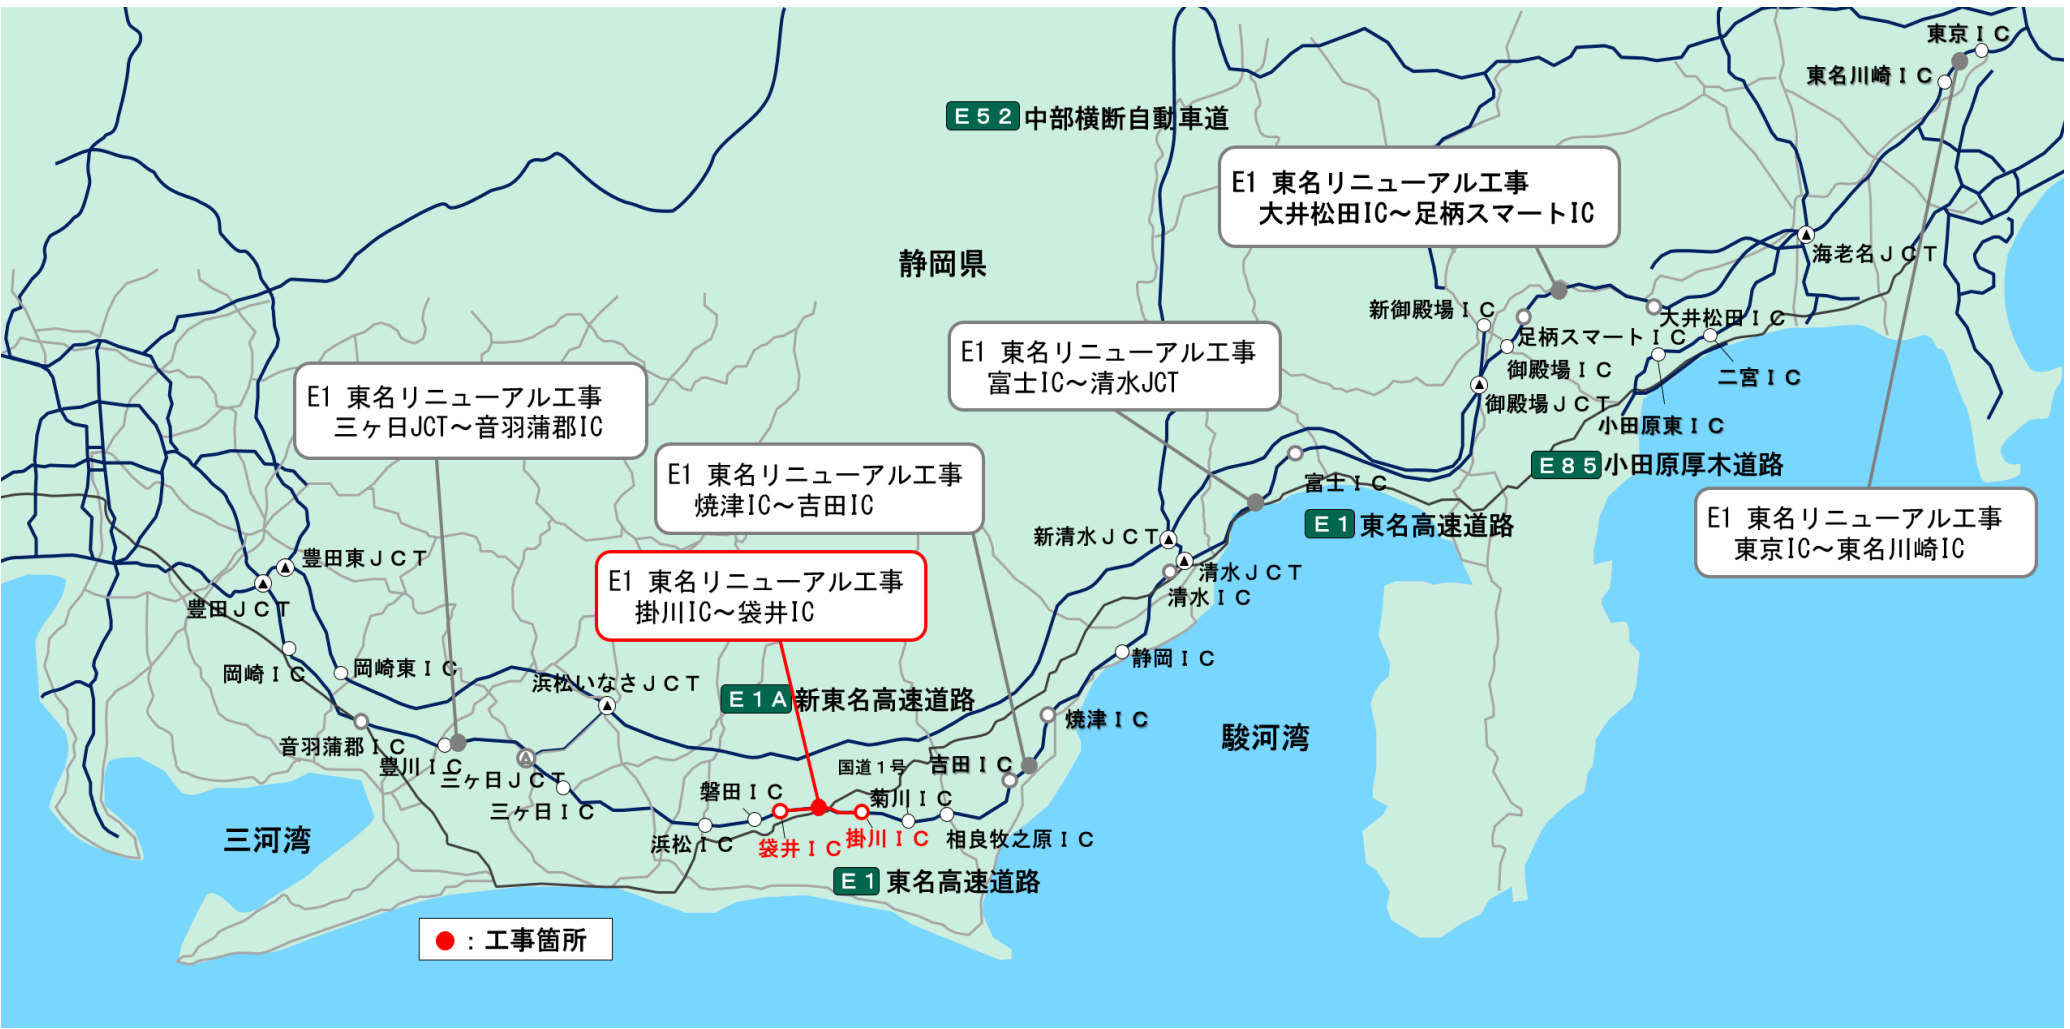 東京ＩＣ
東名川崎ＩＣ
Ｅ５２ 中部横断自動車道
E1 東名リニューアル工事
大井松田IC～足柄スマートIC
静岡県
海老名ＪＣＴ
新御殿場ＩＣ
大井松田ＩＣ
足柄スマートＩＣ
御殿場ＩＣ
二宮ＩＣ
御殿場ＪＣＴ
小田原東ＩＣ
E1 東名リニューアル工事
富士IC～清水JCT
E1 東名リニューアル工事
三ヶ日JCT～音羽蒲郡IC
E1 東名リニューアル工事
焼津IC～吉田IC
Ｅ８５ 小田原厚木道路
富士ＩＣ
Ｅ１ 東名高速道路
E1 東名リニューアル工事
東京IC～東名川崎IC
新清水ＪＣＴ
清水ＪＣＴ
清水ＩＣ
E1 東名リニューアル工事
掛川IC～袋井IC
豊田東ＪＣＴ
豊田ＪＣＴ
岡崎ＩＣ
岡崎東ＩＣ
静岡ＩＣ
浜松いなさＪＣＴ
Ｅ１Ａ 新東名高速道路
焼津ＩＣ
駿河湾
音羽蒲郡ＩＣ
豊川ＩＣ
三ヶ日ＪＣＴ
三ヶ日ＩＣ
国道１号
吉田ＩＣ
磐田ＩＣ
菊川ＩＣ
三河湾
浜松ＩＣ
袋井ＩＣ
掛川ＩＣ
相良牧之原ＩＣ
Ｅ１ 東名高速道路
●：工事箇所